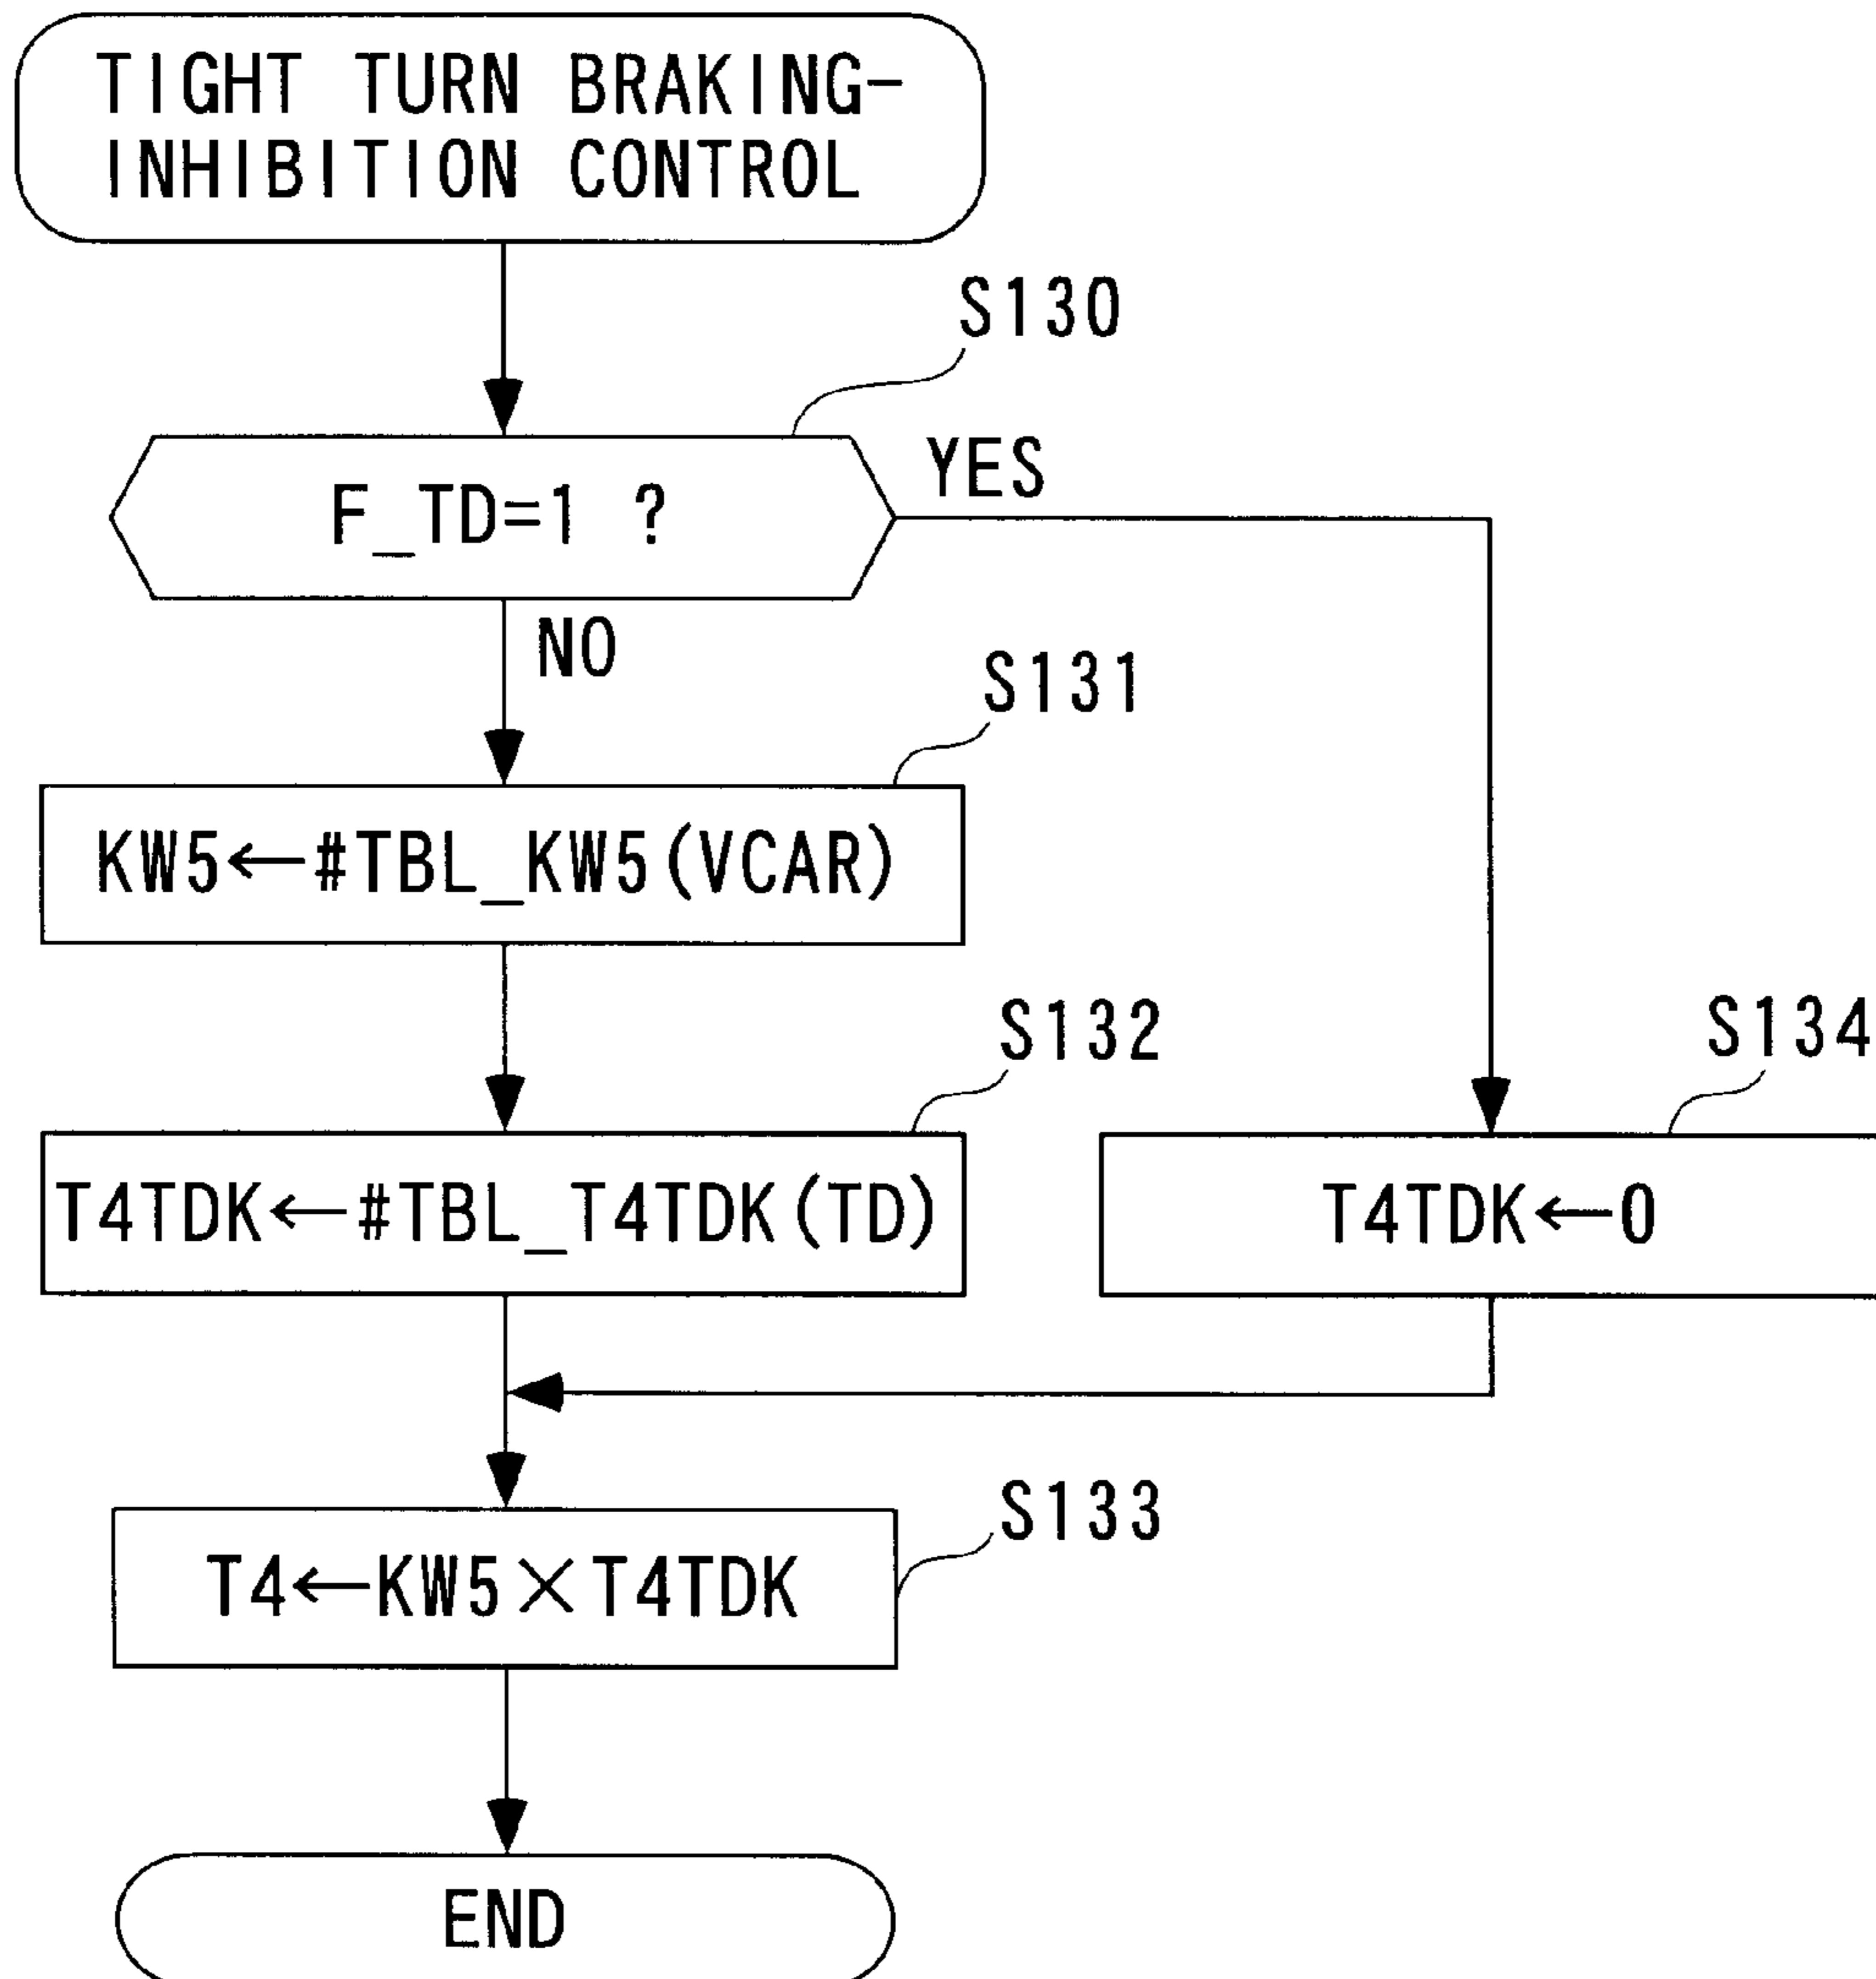 TIGHT TURN BRAKING-
INHIBITION CONTROL
S130
F_TD=1 ?
YES
NO
S131
KW5←#TBL_KW5(VCAR)
S132
S134
T4TDK←#TBL_T4TDK(TD)
T4TDK←0
S133
T4←KW5×T4TDK
END